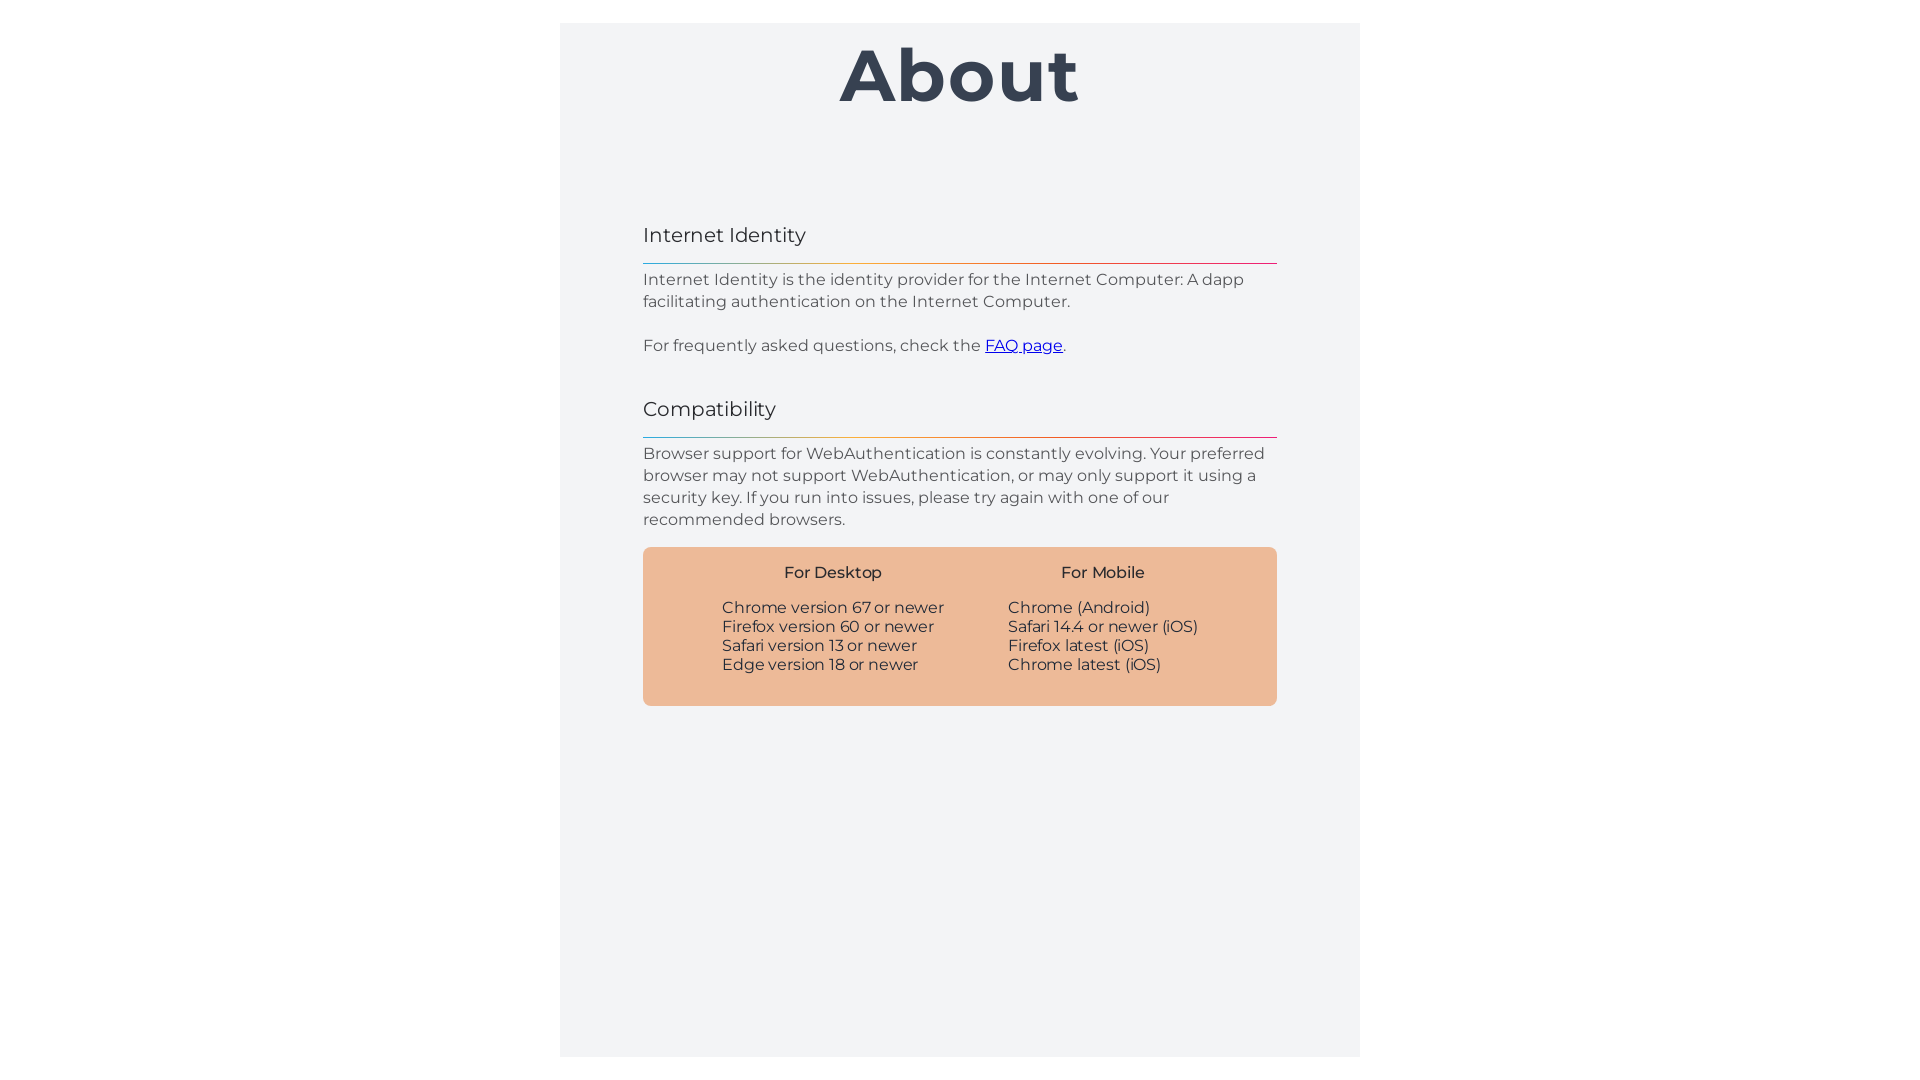 About
Internet Identity
Internet Identity is the identity provider for the Internet Computer: A dapp
facilitating authentication on the Internet Computer.
For frequently asked questions, check the FAQ page.
Compatibility
Browser support for WebAuthentication is constantly evolving. Your preferred
browser may not support WebAuthentication, or may only support it using a
security key. If you run into issues, please try again with one of our
recommended browsers.
For Desktop
Chrome version 67 or newer
Firefox version 60 or newer
Safari version 13 or newer
Edge version 18 or newer
For Mobile
Chrome (Android)
Safari 14.4 or newer (iOS)
Firefox latest (iOS)
Chrome latest (iOS)